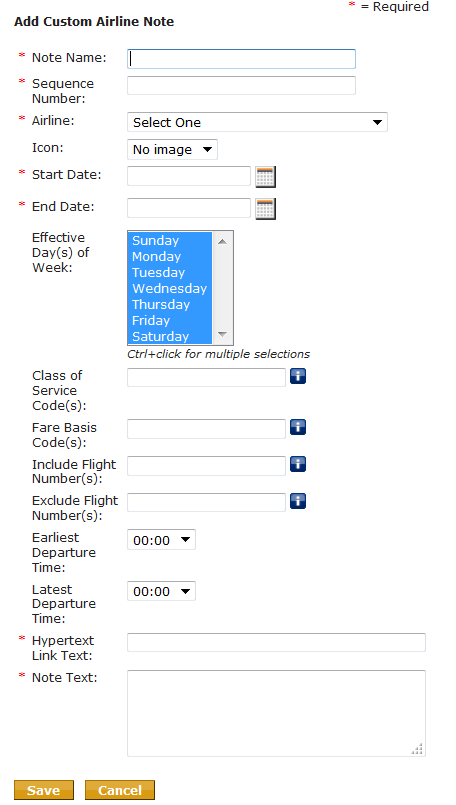 * = Required
Add Custom Airline Note
* Note Name:
* Sequence
Number:
* Airline: Select One
Icon: No image
* Start Date:
* End Date:
Effective
Day(s) of
Week:
Sunday
Monday
Tuesday
Wednesday
Thursday
Friday
Saturday
Ctrl+click for multiple selections
Class of
Service
Code(s):
Fare Basis
Code(s):
Include Flight
Number(s):
Exclude Flight
Number(s):
Earliest
Departure
Time:
00:00
Latest
Departure
Time:
00:00
* Hypertext
Link Text:
* Note Text:
Save Cancel